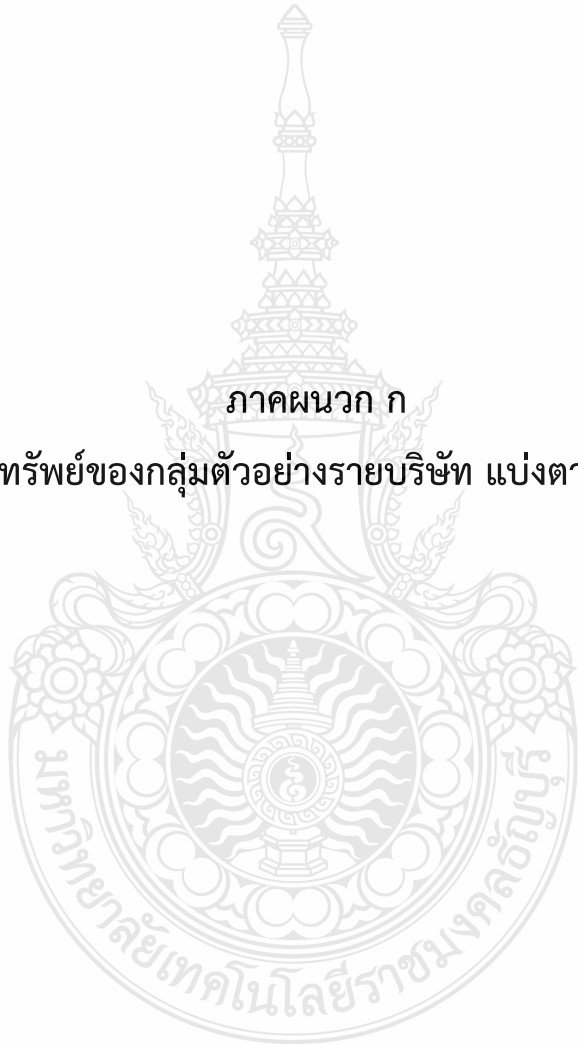 ภาคผนวก ก
ทรัพย์ของกลุ่มตัวอย่างรายบริษัท แบ่งตา
มหาวิทยาลัยเทคโนโลยีราชมงคลธัญบุรี